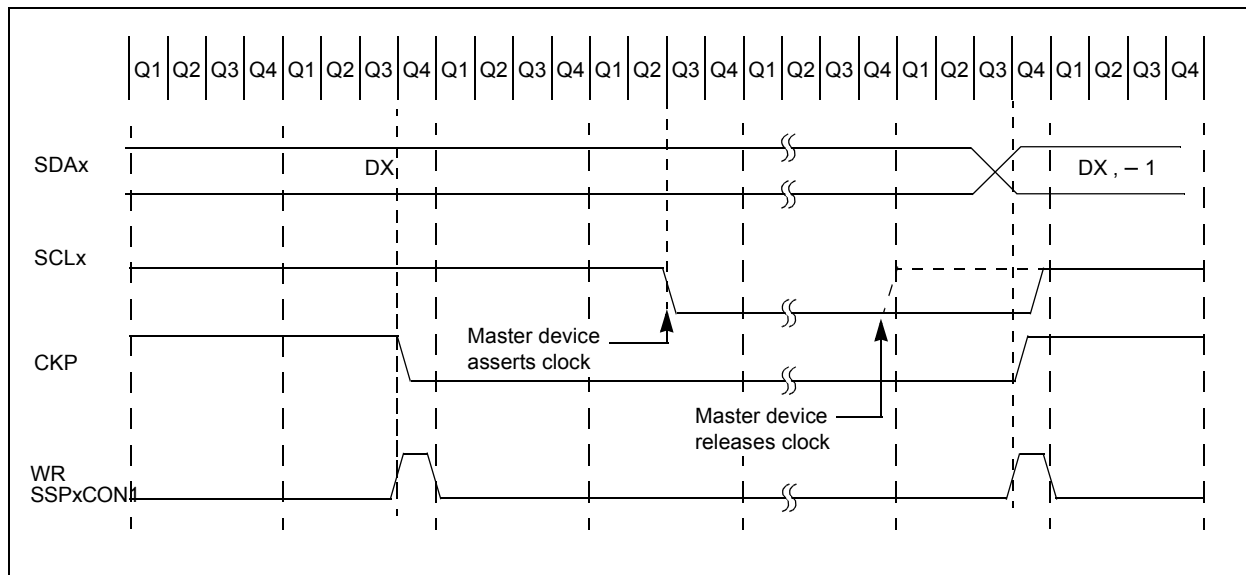 Q1 Q2 Q3 Q4 Q1 Q2 Q3 Q4 Q1 Q2 Q3 Q4 Q1 Q2 Q3 Q4 Q1 Q2 Q3 Q4 Q1 Q2 Q3 Q4 Q1 Q2 Q3 Q4
SDAx
DX
DX , – 1
SCLx
Master device
asserts clock
CKP
Master device
releases clock
WR
SSPxCON1